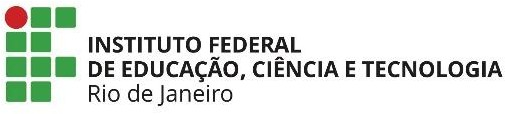 INSTITUTO FEDERAL
DE EDUCAÇÃO, CIÊNCIA E TECNOLOGIA
Rio de Janeiro